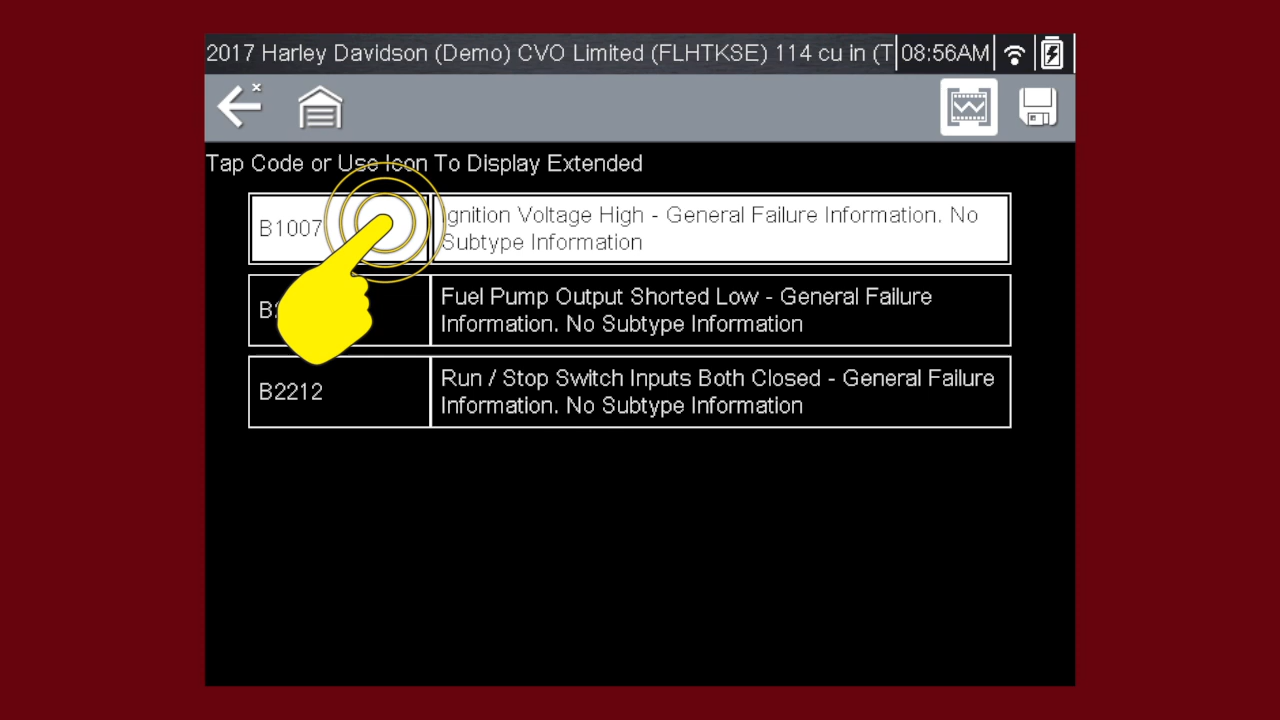 2017 Harley Davidson (Demo) CVO Limited (FLHTKSE) 114 cu in (T 08:56AM
Tap Code or Use Icon To Display Extended
B1007 Ignition Voltage High - General Failure Information. No
Subtype Information
Fuel Pump Output Shorted Low - General Failure
Information. No Subtype Information
B2212 Run / Stop Switch Inputs Both Closed - General Failure
Information. No Subtype Information